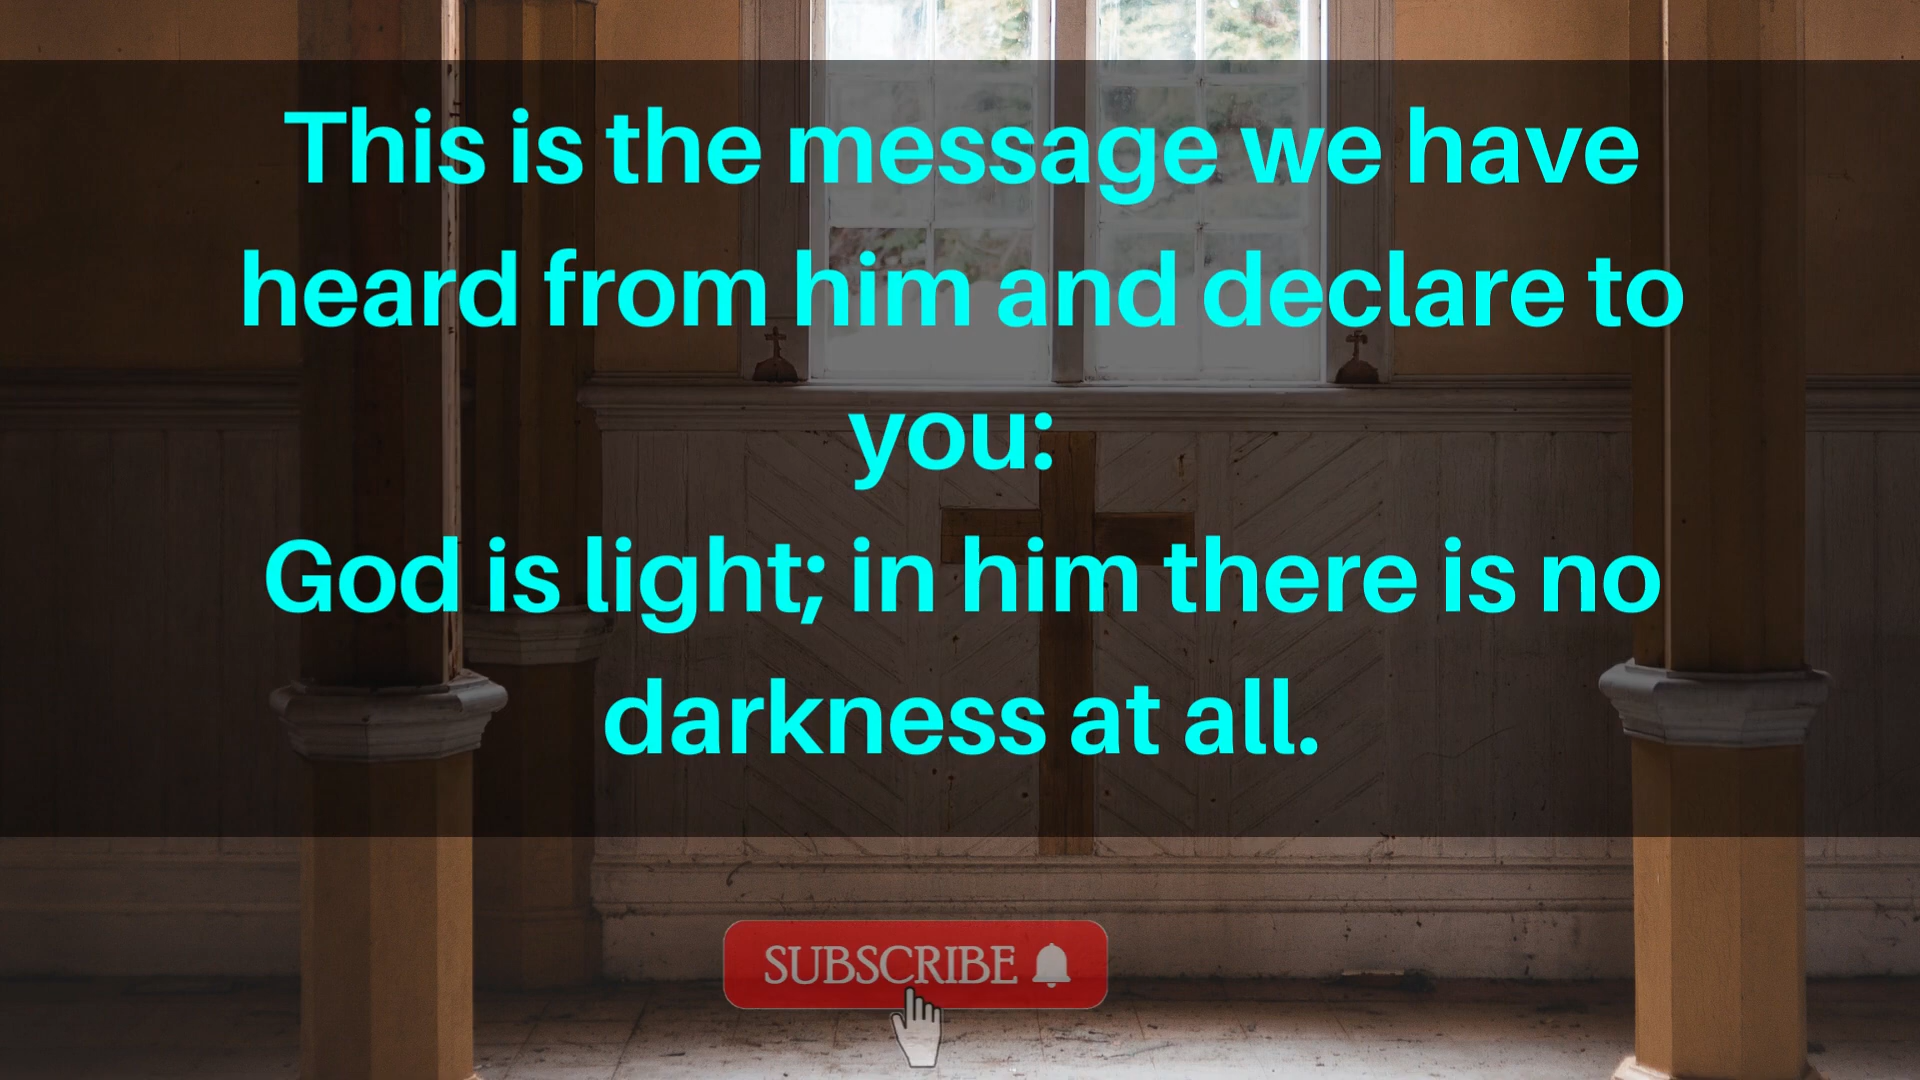 This is the message we have
heard from him and declare to
you:
God is light; in him there is no
darkness at all.
SUBSCRIBE